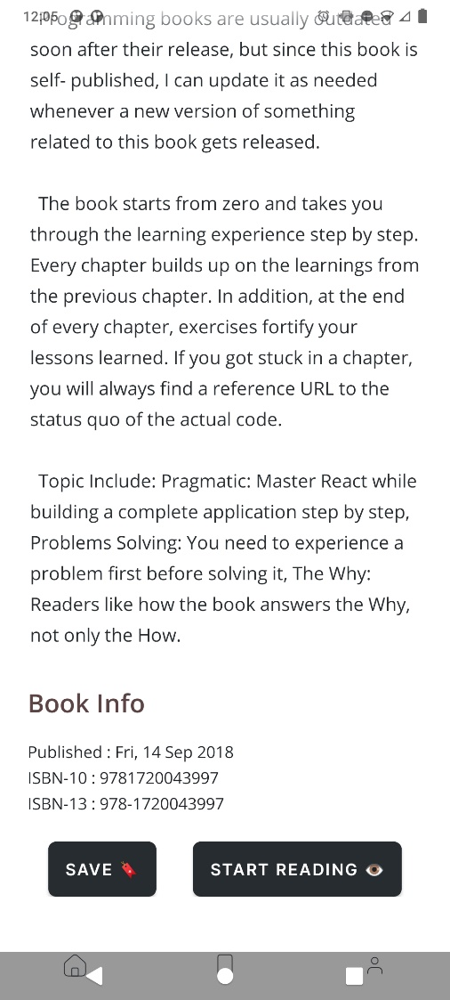 12:05
Programming books are usually outdated
soon after their release, but since this book is
self- published, I can update it as needed
whenever a new version of something
related to this book gets released.
The book starts from zero and takes you
through the learning experience step by step.
Every chapter builds up on the learnings from
the previous chapter. In addition, at the end
of every chapter, exercises fortify your
lessons learned. If you got stuck in a chapter,
you will always find a reference URL to the
status quo of the actual code.
Topic Include: Pragmatic: Master React while
building a complete application step by step,
Problems Solving: You need to experience a
problem first before solving it, The Why:
Readers like how the book answers the Why,
not only the How.
Book Info
Published : Fri, 14 Sep 2018
ISBN-10 : 9781720043997
ISBN-13 : 978-1720043997
SAVE 🔖 START READING 👁️